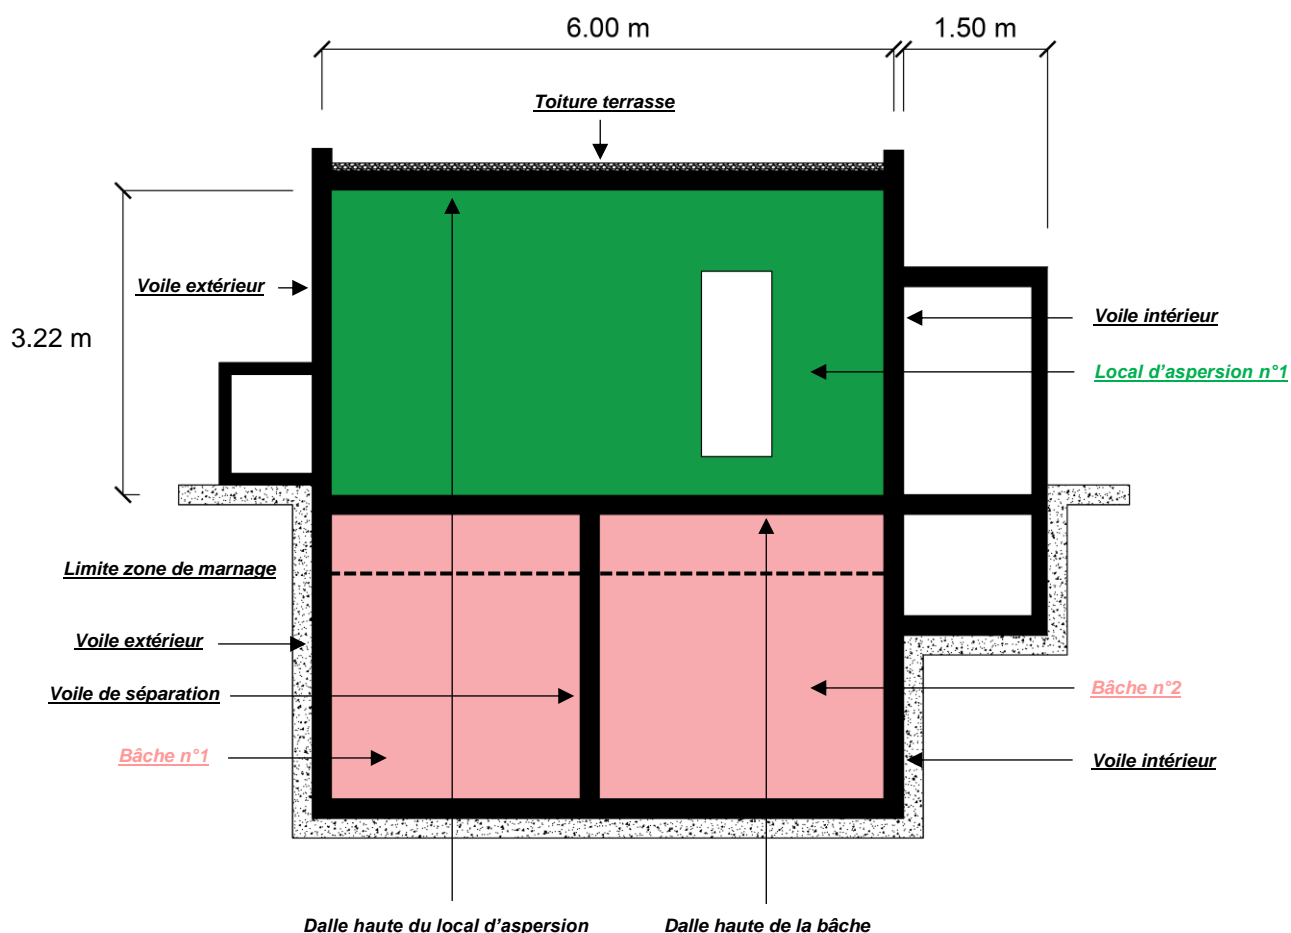 6.00 m
1.50 m
Toiture terrasse
Voile extérieur
3.22 m
Voile intérieur
Local d'aspersion n°1
Limite zone de marnage
Voile extérieur
Voile de séparation
Bâche n°2
Bâche n°1
Voile intérieur
Dalle haute du local d'aspersion
Dalle haute de la bâche